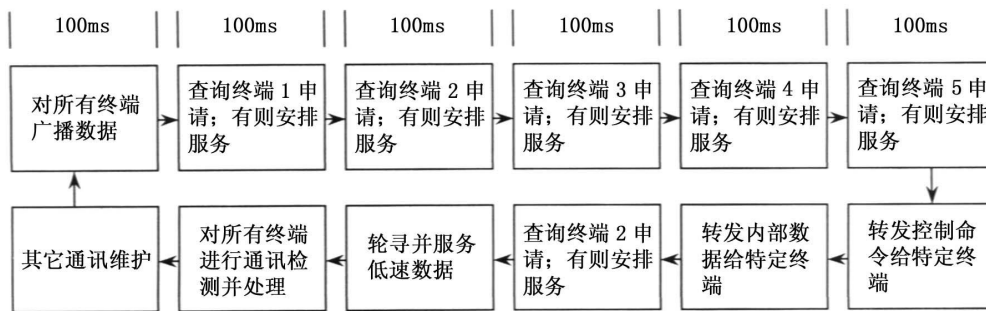 100ms 100ms 100ms 100ms 100ms 100ms
对所有终端
广播数据
查询终端 1 申
请；有则安排
服务
查询终端 2 申
请；有则安排
服务
查询终端 3 申
请；有则安排
服务
查询终端 4 申
请；有则安排
服务
查询终端 5 申
请；有则安排
服务
其它通讯维护
对所有终端
进行通讯检
测并处理
轮寻并服务
低速数据
查询终端 2 申
请；有则安排
服务
转发内部数
据给特定终
端
转发控制命
令给特定终
端